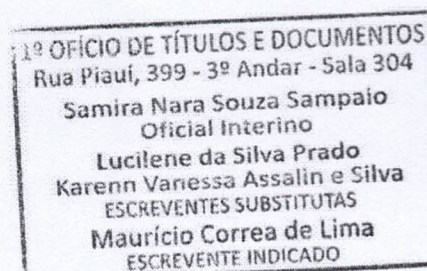 1º OFÍCIO DE TÍTULOS E DOCUMENTOS
Rua Piauí, 399 - 3º Andar - Sala 304
Samira Nara Souza Sampaio
Oficial Interino
Lucilene da Silva Prado
Karenn Vanessa Assalin e Silva
ESCREVENTES SUBSTITUTAS
Maurício Correa de Lima
ESCREVENTE INDICADO